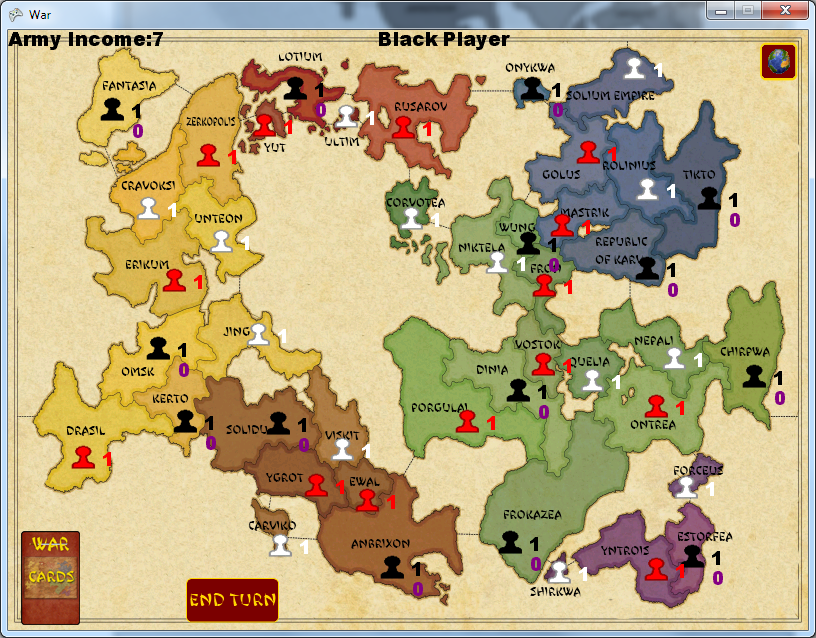 War
Army Income:7
Black Player
LOTIUM
ONYKWA
FANTASIA
1
0
1
0
RUSAROV
1
1
0
1
SOLIUM EMPIRE
ZERKOPOLIS
1
YUT
1
ULTIM
1
GOLUS
1
ROLINIUS
1
TIKTO
1
0
CRAVOKSI
1
UNTEON
1
CORVOTEA
1
MASTRIK
1
WUNG
1
0
NIKTELA
1
REPUBLIC
OF KARU
1
0
ERIKUM
1
1
JING
1
OMSK
1
0
VOSTOK
1
QUELIA
1
NEPALI
1
CHIRPWA
1
0
DINIA
1
0
KERTO
1
0
PORGULAI
1
ONTREA
1
DRASIL
1
SOLIDU
1
0
VISKIT
1
YGROT
1
EWAL
1
FORCEUS
1
CARVIKO
1
FROKAZEA
1
0
ANRRIXON
1
0
YNTROIS
1
ESTORFEA
1
0
SHIRKWA
1
WAR
CARDS
END TURN